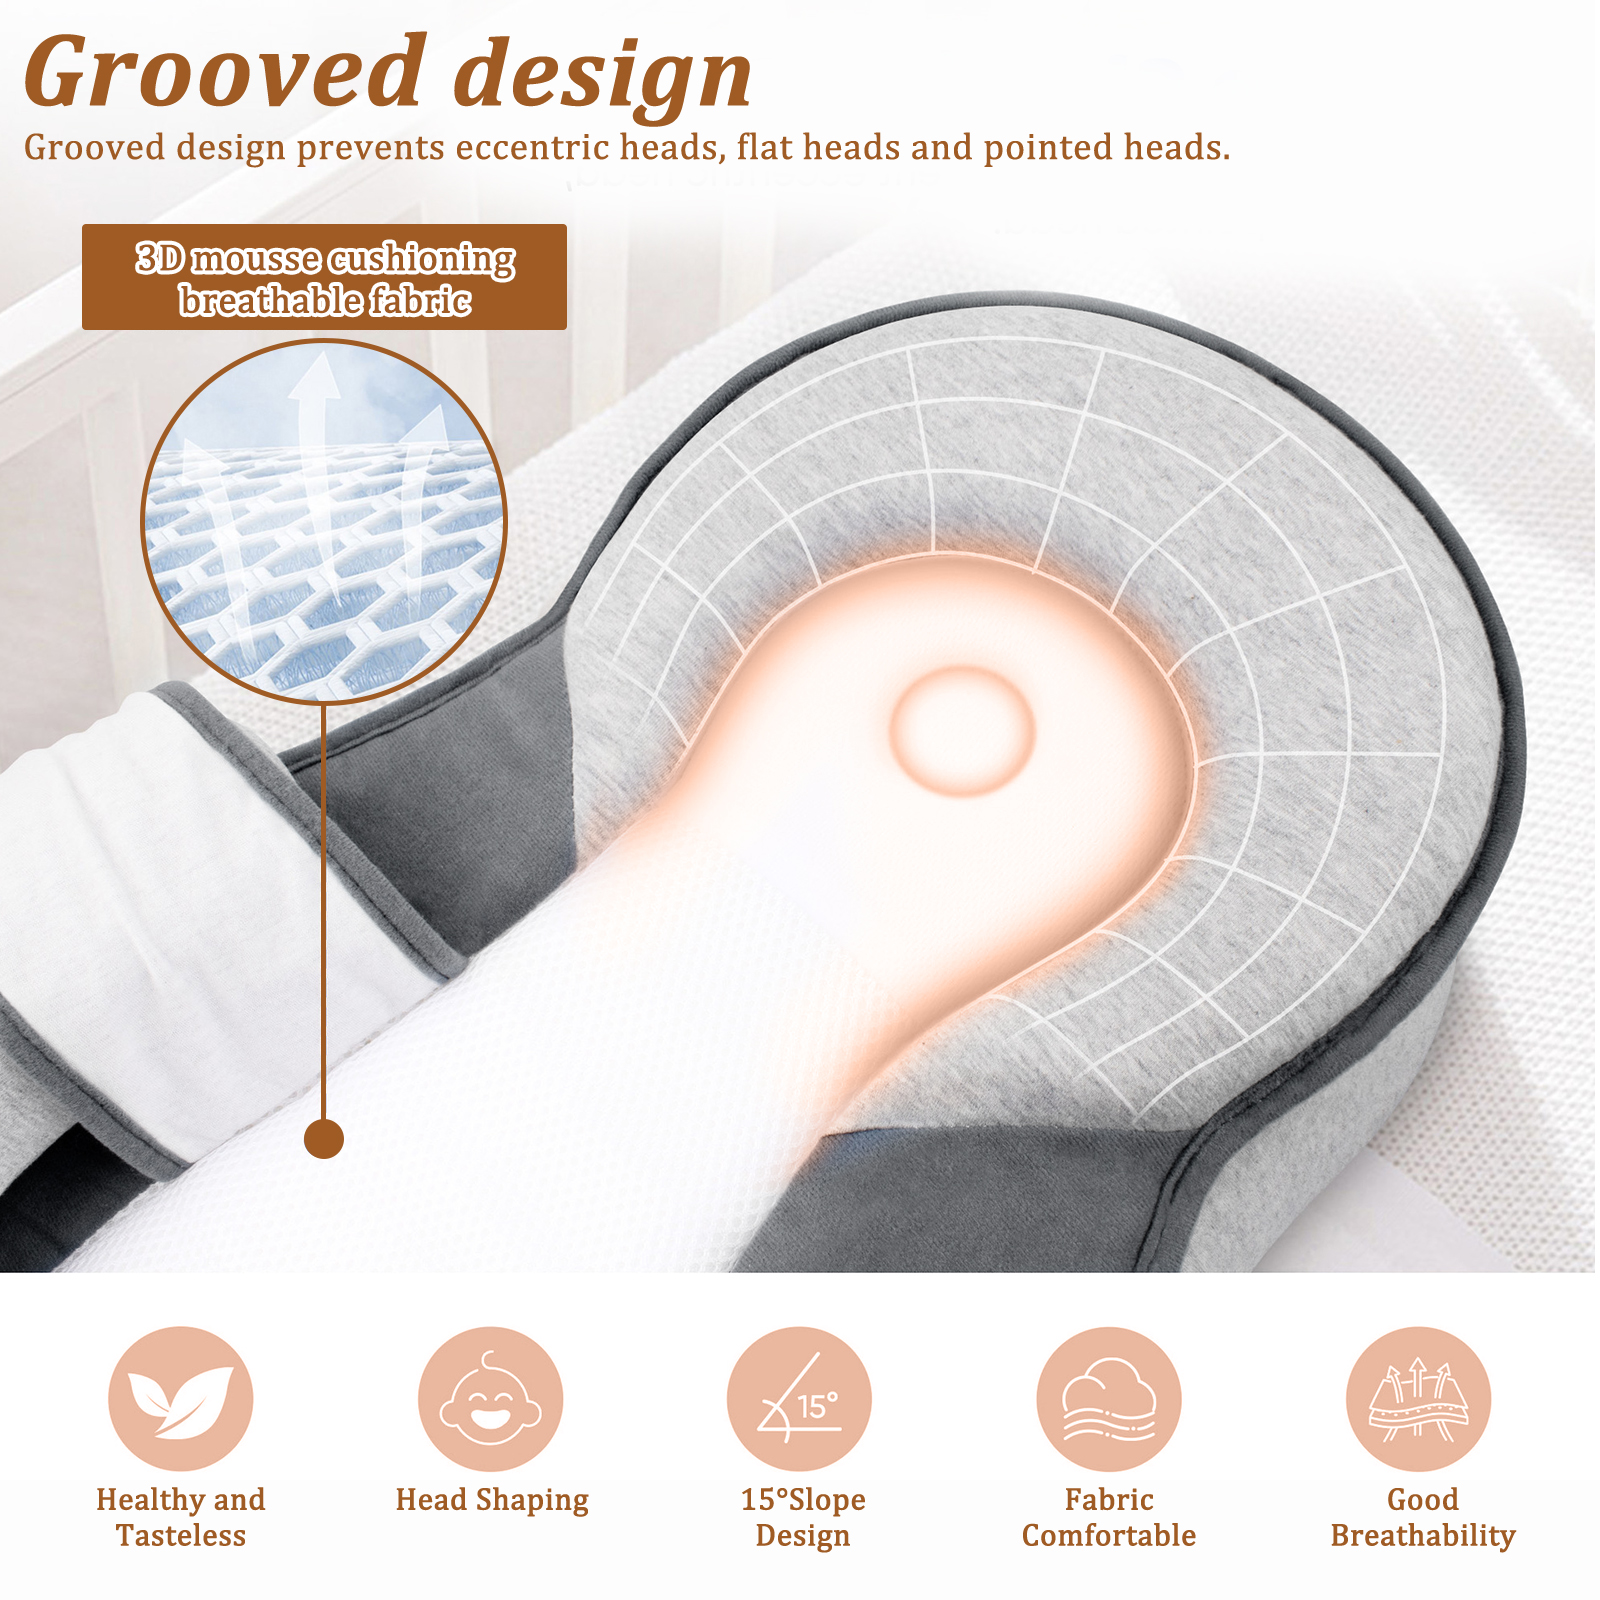 Grooved design
Grooved design prevents eccentric heads, flat heads and pointed heads.
3D mousse cushioning
breathable fabric
15°
Healthy and
Tasteless
Head Shaping
15°Slope
Design
Fabric
Comfortable
Good
Breathability